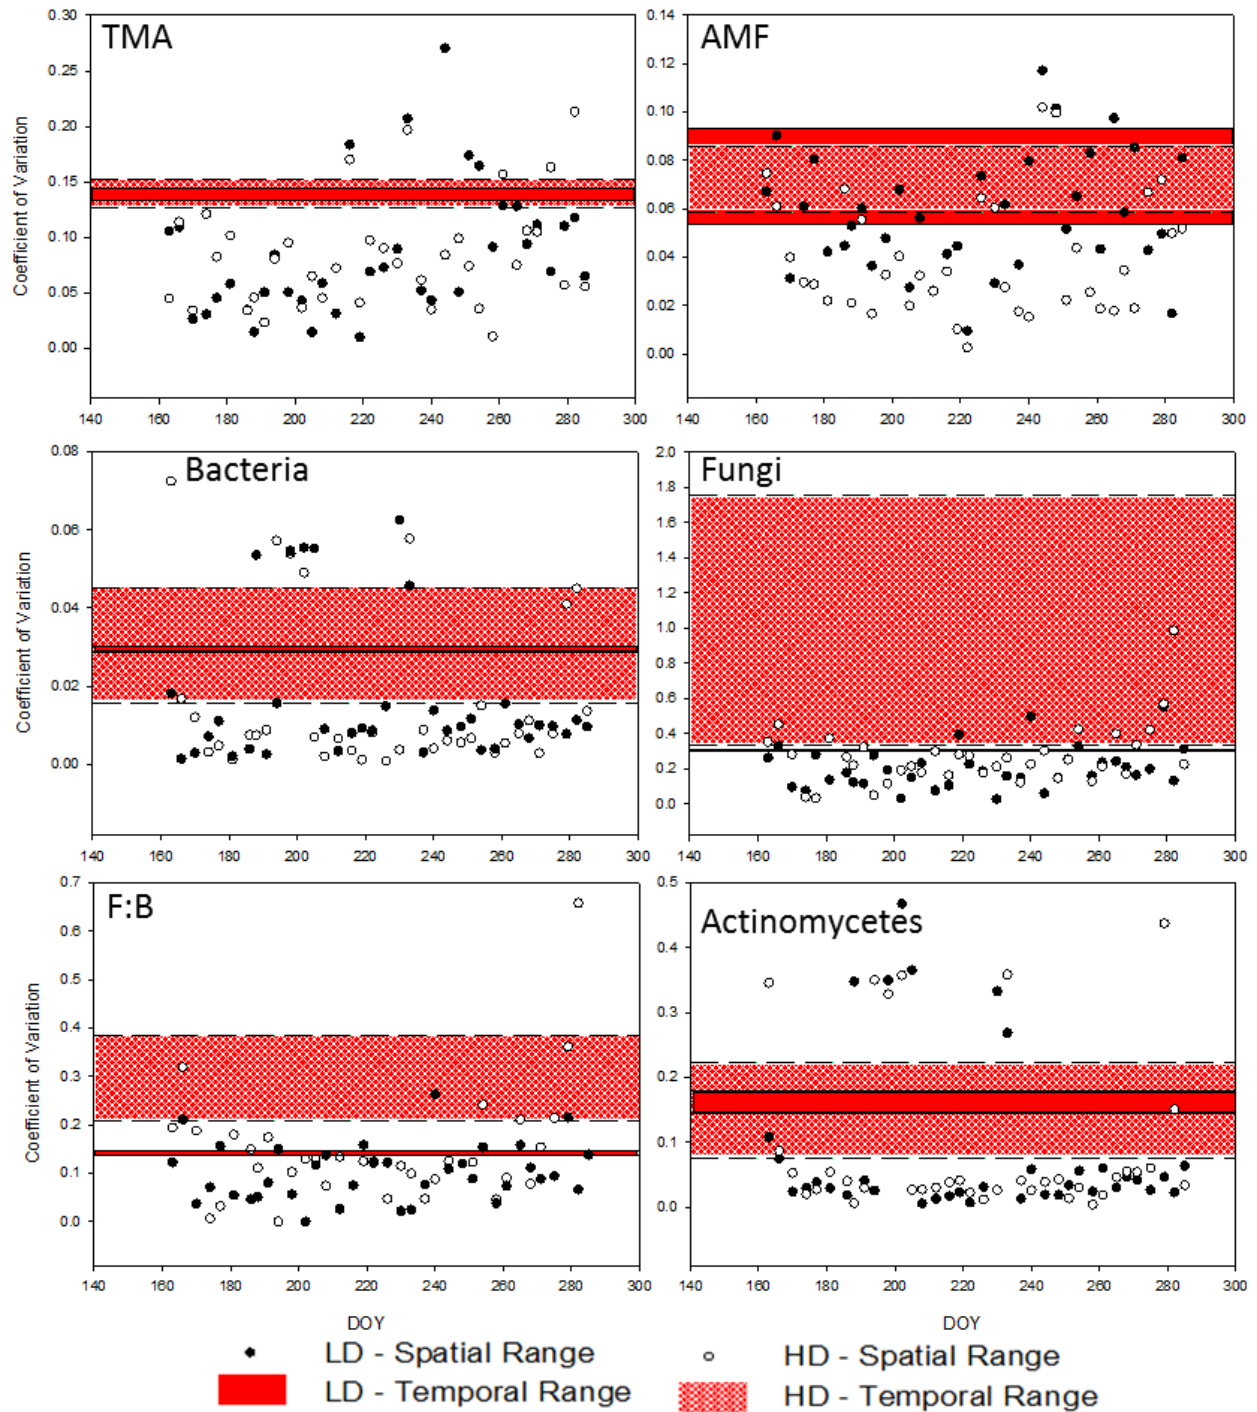 TMA
0.30
0.25
0.20
0.15
0.10
0.05
0.00
Coefficient of Variation
140 160 180 200 220 240 260 280 300
AMF
0.14
0.12
0.10
0.08
0.06
0.04
0.02
0.00
140 160 180 200 220 240 260 280 300
Bacteria
0.08
0.06
0.04
0.02
0.00
Coefficient of Variation
140 160 180 200 220 240 260 280 300
Fungi
2.0
1.8
1.6
1.4
1.2
1.0
0.8
0.6
0.4
0.2
0.0
140 160 180 200 220 240 260 280 300
F:B
0.7
0.6
0.5
0.4
0.3
0.2
0.1
0.0
Coefficient of Variation
140 160 180 200 220 240 260 280 300
DOY
Actinomycetes
0.5
0.4
0.3
0.2
0.1
0.0
140 160 180 200 220 240 260 280 300
DOY
LD - Spatial Range
HD - Spatial Range
LD - Temporal Range
HD - Temporal Range